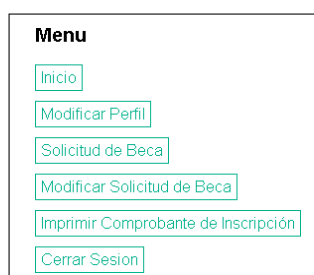 Menu
Inicio
Modificar Perfil
Solicitud de Beca
Modificar Solicitud de Beca
Imprimir Comprobante de Inscripción
Cerrar Sesion